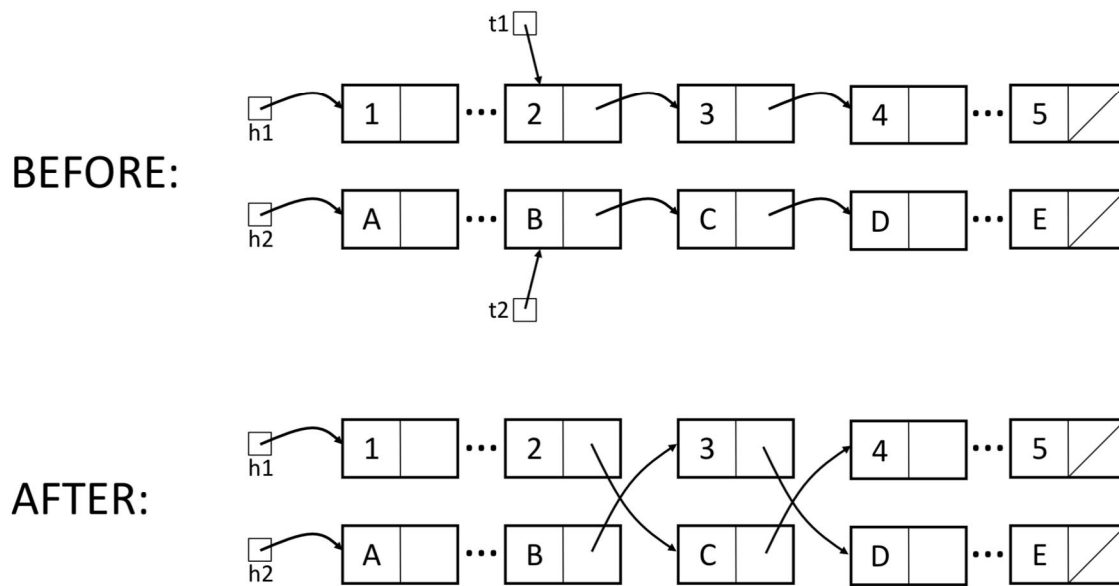 t1
h1 1 ... 2 3 4 ... 5
BEFORE:
h2 A ... B C D ... E
t2
h1 1 ... 2 3 4 ... 5
AFTER:
h2 A ... B C D ... E